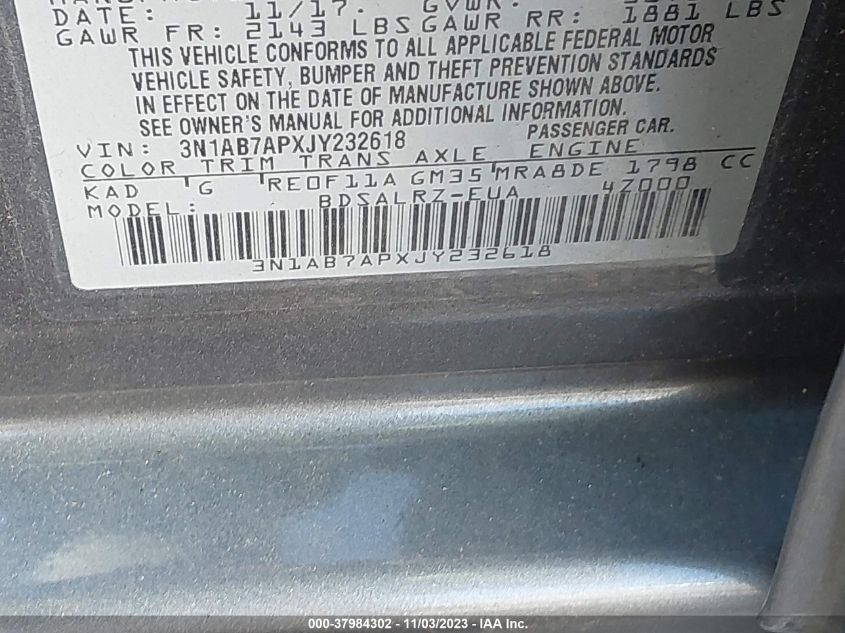 DATE: 11/17. GVWR:
GAWR FR: 2143 LBS GAWR RR: 1881 LBS
THIS VEHICLE CONFORMS TO ALL APPLICABLE FEDERAL MOTOR
VEHICLE SAFETY, BUMPER AND THEFT PREVENTION STANDARDS
IN EFFECT ON THE DATE OF MANUFACTURE SHOWN ABOVE.
SEE OWNER'S MANUAL FOR ADDITIONAL INFORMATION.
VIN: 3N1AB7APXJY232618 PASSENGER CAR.
COLOR TRIM TRANS AXLE ENGINE
KAD G RE0F11A GM35 MRA8DE 1798 CC
MODEL: BDSALRZ-EUA 4Z000
3N1AB7APXJY232618
000-37984302 - 11/03/2023 - IAA Inc.